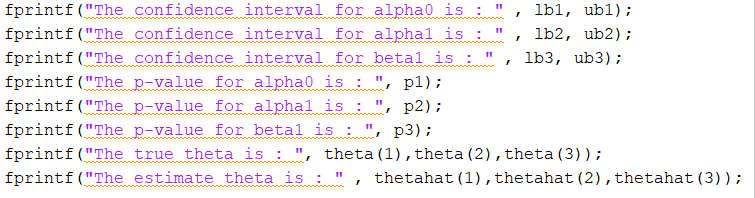 fprintf("The confidence interval for alpha0 is : " , lb1, ub1);
fprintf("The confidence interval for alpha1 is : " , lb2, ub2);
fprintf("The confidence interval for beta1 is : " , lb3, ub3);
fprintf("The p-value for alpha0 is : ", p1);
fprintf("The p-value for alpha1 is : ", p2);
fprintf("The p-value for beta1 is : ", p3);
fprintf("The true theta is : ", theta(1),theta(2),theta(3));
fprintf("The estimate theta is : " , thetahat(1),thetahat(2),thetahat(3));